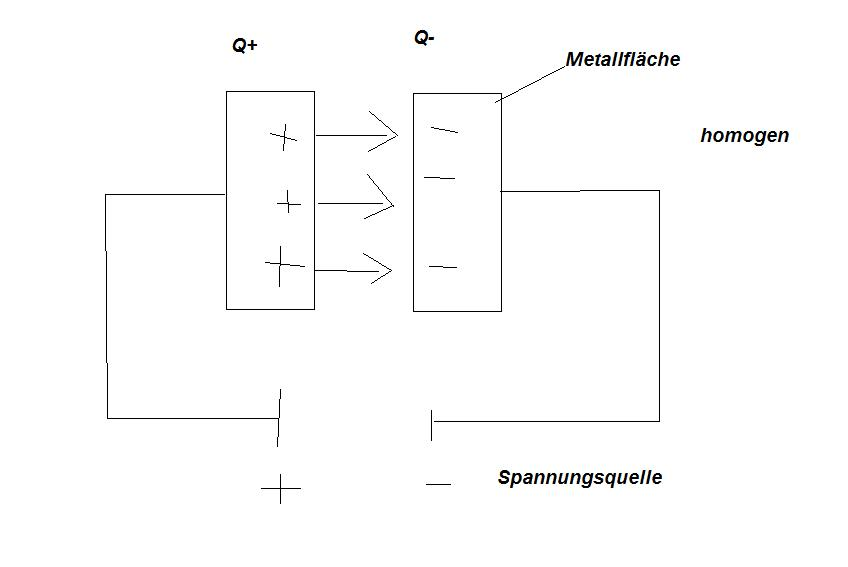 Q+
Q-
Metallfläche
homogen
+
+
+
-
-
-
+
-
Spannungsquelle